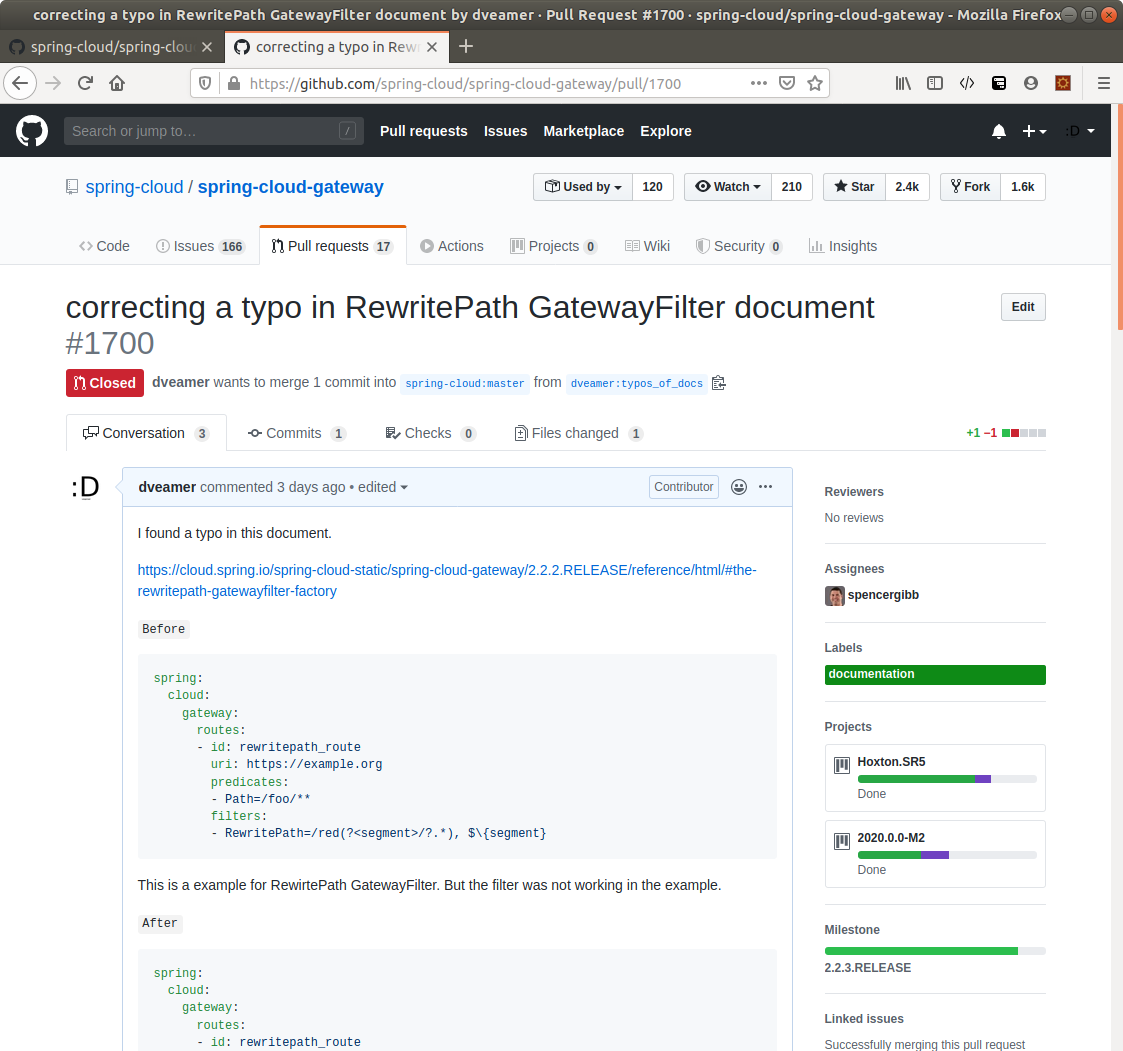 correcting a typo in RewritePath GatewayFilter document by dveamer · Pull Request #1700 · spring-cloud/spring-cloud-gateway - Mozilla Firefox
spring-cloud/spring-clou
correcting a typo in Rew
https://github.com/spring-cloud/spring-cloud-gateway/pull/1700
Search or jump to… /
Pull requests Issues Marketplace Explore
:D
spring-cloud / spring-cloud-gateway
Used by 120 Watch 210 Star 2.4k Fork 1.6k
Code Issues 166 Pull requests 17 Actions Projects 0 Wiki Security 0 Insights
correcting a typo in RewritePath GatewayFilter document
#1700
Edit
Closed dveamer wants to merge 1 commit into spring-cloud:master from dveamer:typos_of_docs
Conversation 3 Commits 1 Checks 0 Files changed 1 +1 −1
:D
dveamer commented 3 days ago • edited Contributor
I found a typo in this document.
https://cloud.spring.io/spring-cloud-static/spring-cloud-gateway/2.2.2.RELEASE/reference/html/#the-
rewritepath-gatewayfilter-factory
Before
spring:
  cloud:
    gateway:
      routes:
      - id: rewritepath_route
        uri: https://example.org
        predicates:
        - Path=/foo/**
        filters:
        - RewritePath=/red(?<segment>/?.*), $\{segment}
This is a example for RewirtePath GatewayFilter. But the filter was not working in the example.
After
spring:
  cloud:
    gateway:
      routes:
      - id: rewritepath_route
Reviewers
No reviews
Assignees
spencergibb
Labels
documentation
Projects
Hoxton.SR5
Done
2020.0.0-M2
Done
Milestone
2.2.3.RELEASE
Linked issues
Successfully merging this pull request